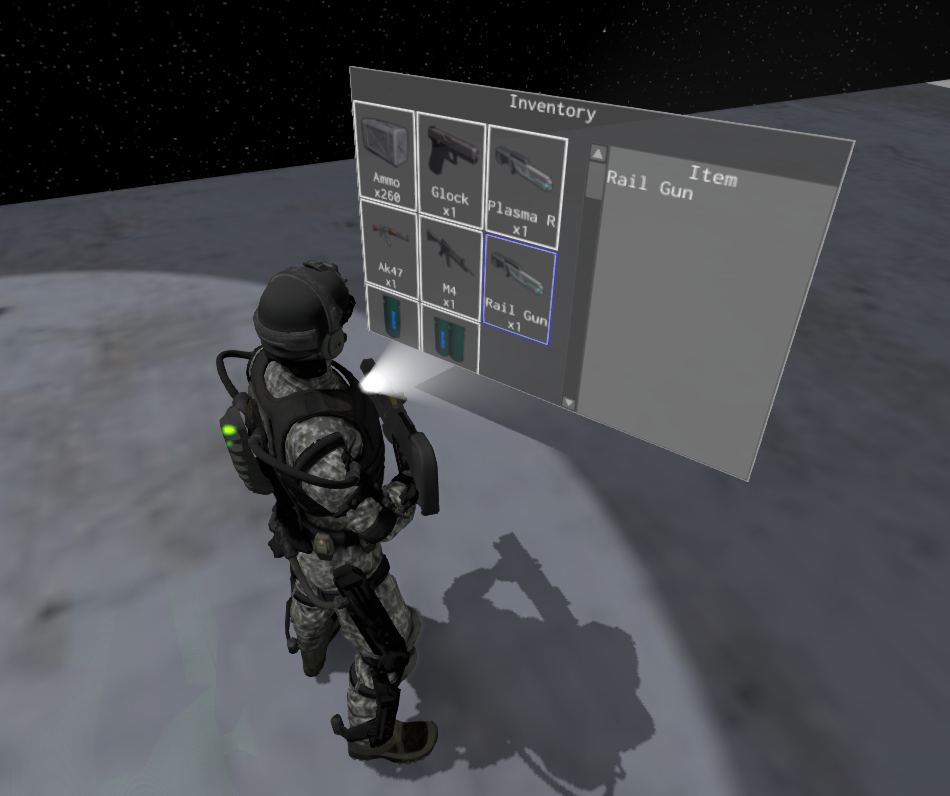 Inventory
Ammo
x260
Glock
x1
Plasma R
x1
Ak47
x1
M4
x1
Rail Gun
x1
Item
Rail Gun